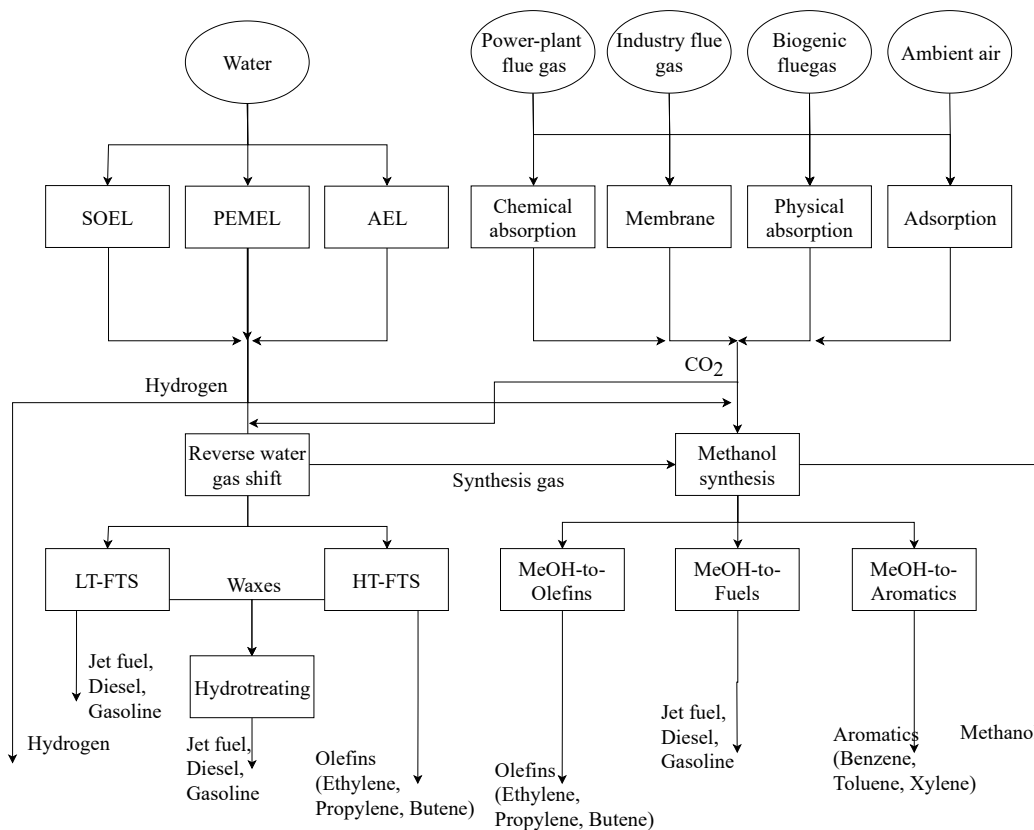 Water
Power-plant
flue gas
Industry flue
gas
Biogenic
fluegas
Ambient air
SOEL
PEMEL
AEL
Chemical
absorption
Membrane
Physical
absorption
Adsorption
CO2
Hydrogen
Reverse water
gas shift
Synthesis gas
Methanol
synthesis
LT-FTS
Waxes
HT-FTS
MeOH-to-
Olefins
MeOH-to-
Fuels
MeOH-to-
Aromatics
Jet fuel,
Diesel,
Gasoline
Hydrotreating
Hydrogen
Jet fuel,
Diesel,
Gasoline
Olefins
(Ethylene,
Propylene, Butene)
Olefins
(Ethylene,
Propylene, Butene)
Jet fuel,
Diesel,
Gasoline
Aromatics
(Benzene,
Toluene, Xylene)
Methano